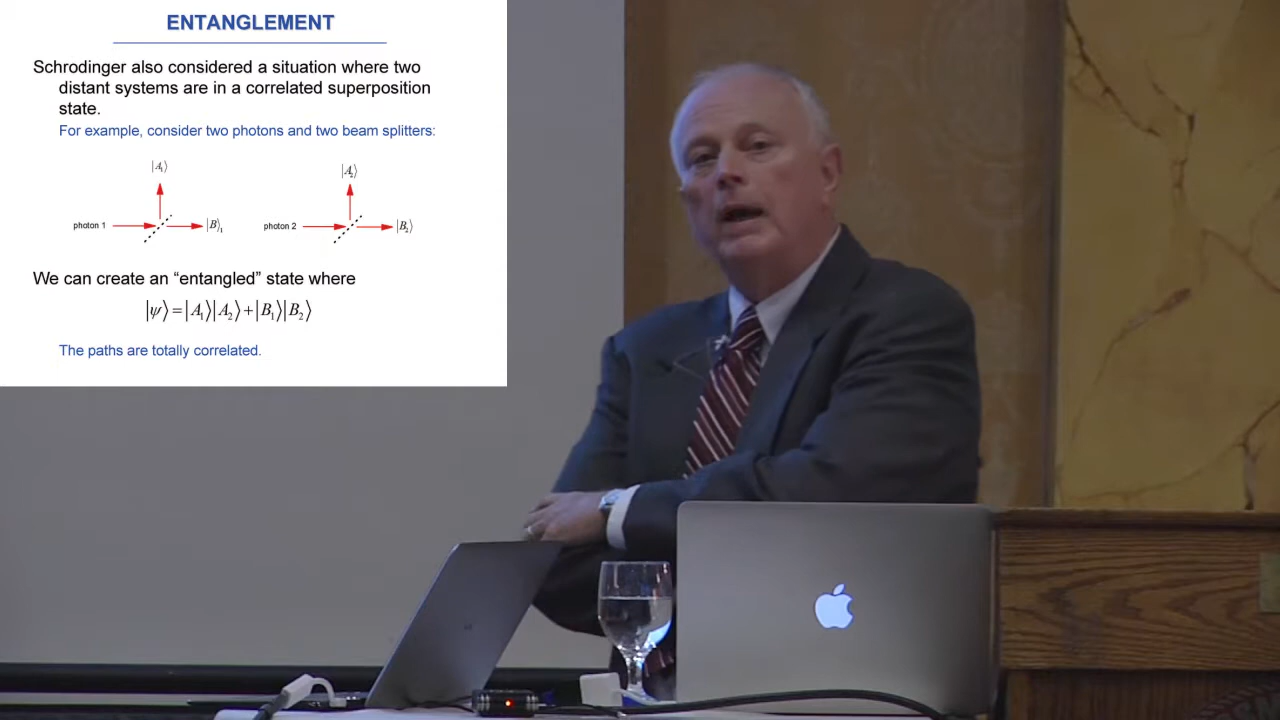 ENTANGLEMENT
Schrodinger also considered a situation where two
distant systems are in a correlated superposition
state.
For example, consider two photons and two beam splitters:
|A₁⟩ |A₂⟩
photon 1 |B⟩₁ photon 2 |B₂⟩
We can create an “entangled” state where
|ψ⟩=|A₁⟩|A₂⟩+|B₁⟩|B₂⟩
The paths are totally correlated.